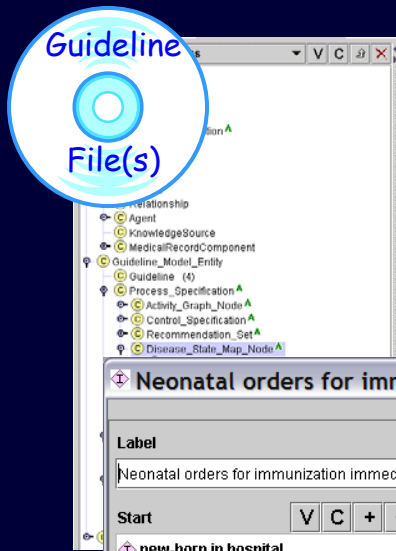 Guideline
File(s)
V C
Relationship
Agent
KnowledgeSource
MedicalRecordComponent
Guideline_Model_Entity
Guideline (4)
Process_Specification A
Activity_Graph_Node A
Control_Specification A
Recommendation_Set A
Disease_State_Map_Node A
Neonatal orders for imm
Label
Neonatal orders for immunization immed
Start V C +
new-born in hospital